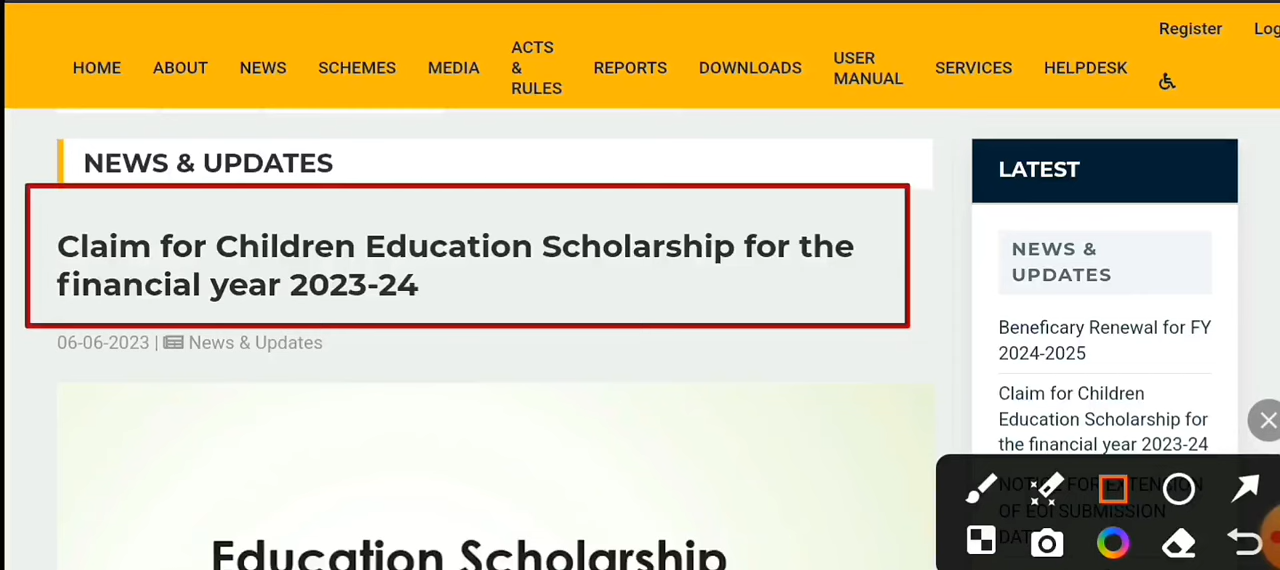 Register
HOME
ABOUT
NEWS
SCHEMES
MEDIA
ACTS
&
RULES
REPORTS
DOWNLOADS
USER
MANUAL
SERVICES
HELPDESK
NEWS & UPDATES
Claim for Children Education Scholarship for the
financial year 2023-24
06-06-2023 | News & Updates
Education Scholarship
LATEST
NEWS &
UPDATES
Beneficary Renewal for FY
2024-2025
Claim for Children
Education Scholarship for
the financial year 2023-24
NOTICE FOR EXTENSION
OF EOI SUBMISSION